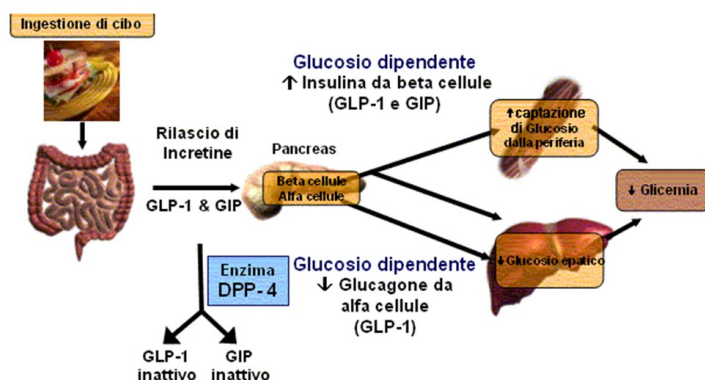 Ingestione di cibo
Glucosio dipendente
↑ Insulina da beta cellule
(GLP-1 e GIP)
Rilascio di
Incretine
GLP-1 & GIP
Pancreas
Beta cellule
Alfa cellule
↑captazione
di Glucosio
dalla periferia
↓ Glicemia
↓ Glucosio epatico
Enzima
DPP- 4
Glucosio dipendente
↓ Glucagone da
alfa cellule
(GLP-1)
GLP-1
inattivo
GIP
inattivo